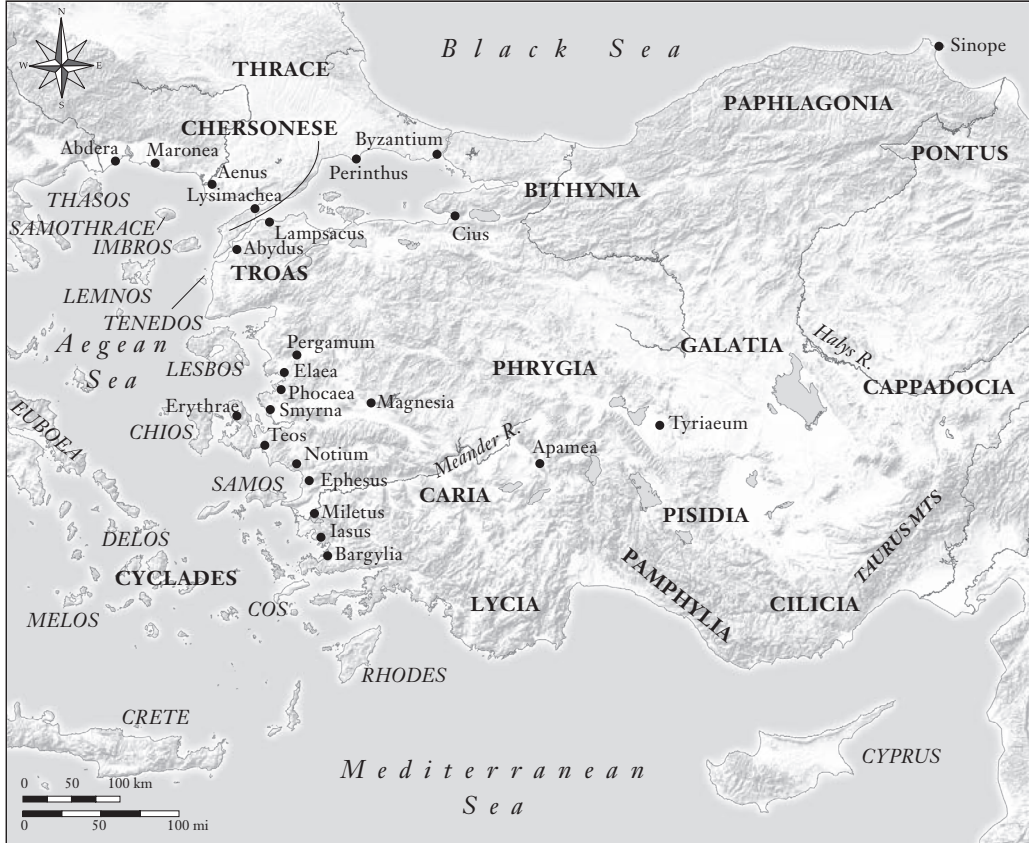 N
W E
S
Black Sea
Sinope
THRACE
PAPHLAGONIA
CHERSONESE
Byzantium
Abdera
Maronea
PONTUS
Perinthus
Aenus
BITHYNIA
THASOS
Lysimachea
SAMOTHRACE
Lampsacus
Cius
IMBROS
Abydus
TROAS
LEMNOS
TENEDOS
Aegean
Sea
Pergamum
GALATIA
Halys R.
LESBOS
Elaea
PHRYGIA
CAPPADOCIA
Phocaea
Erythrae
Smyrna
Magnesia
EUBOEA
CHIOS
Tyriaeum
Teos
Meander R.
Apamea
Notium
SAMOS
Ephesus
CARIA
Miletus
PISIDIA
TAURUS MTS
Iasus
DELOS
Bargylia
CYCLADES
PAMPHYLIA
COS
LYCIA
CILICIA
MELOS
RHODES
CRETE
CYPRUS
Mediterranean
Sea
0 50 100 km
0 50 100 mi